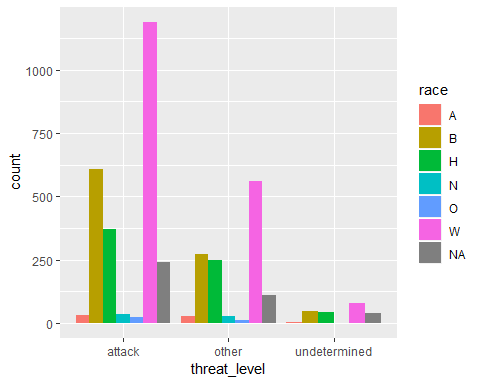 count
1000
750
500
250
0
attack other undetermined
threat_level
race
A
B
H
N
O
W
NA